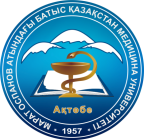 МАРАТ ОСПАНОВ АТЫНДАҒЫ БАТЫС ҚАЗАҚСТАН МЕДИЦИНА УНИВЕРСИТЕТІ
Ақтөбе
• 1957 •